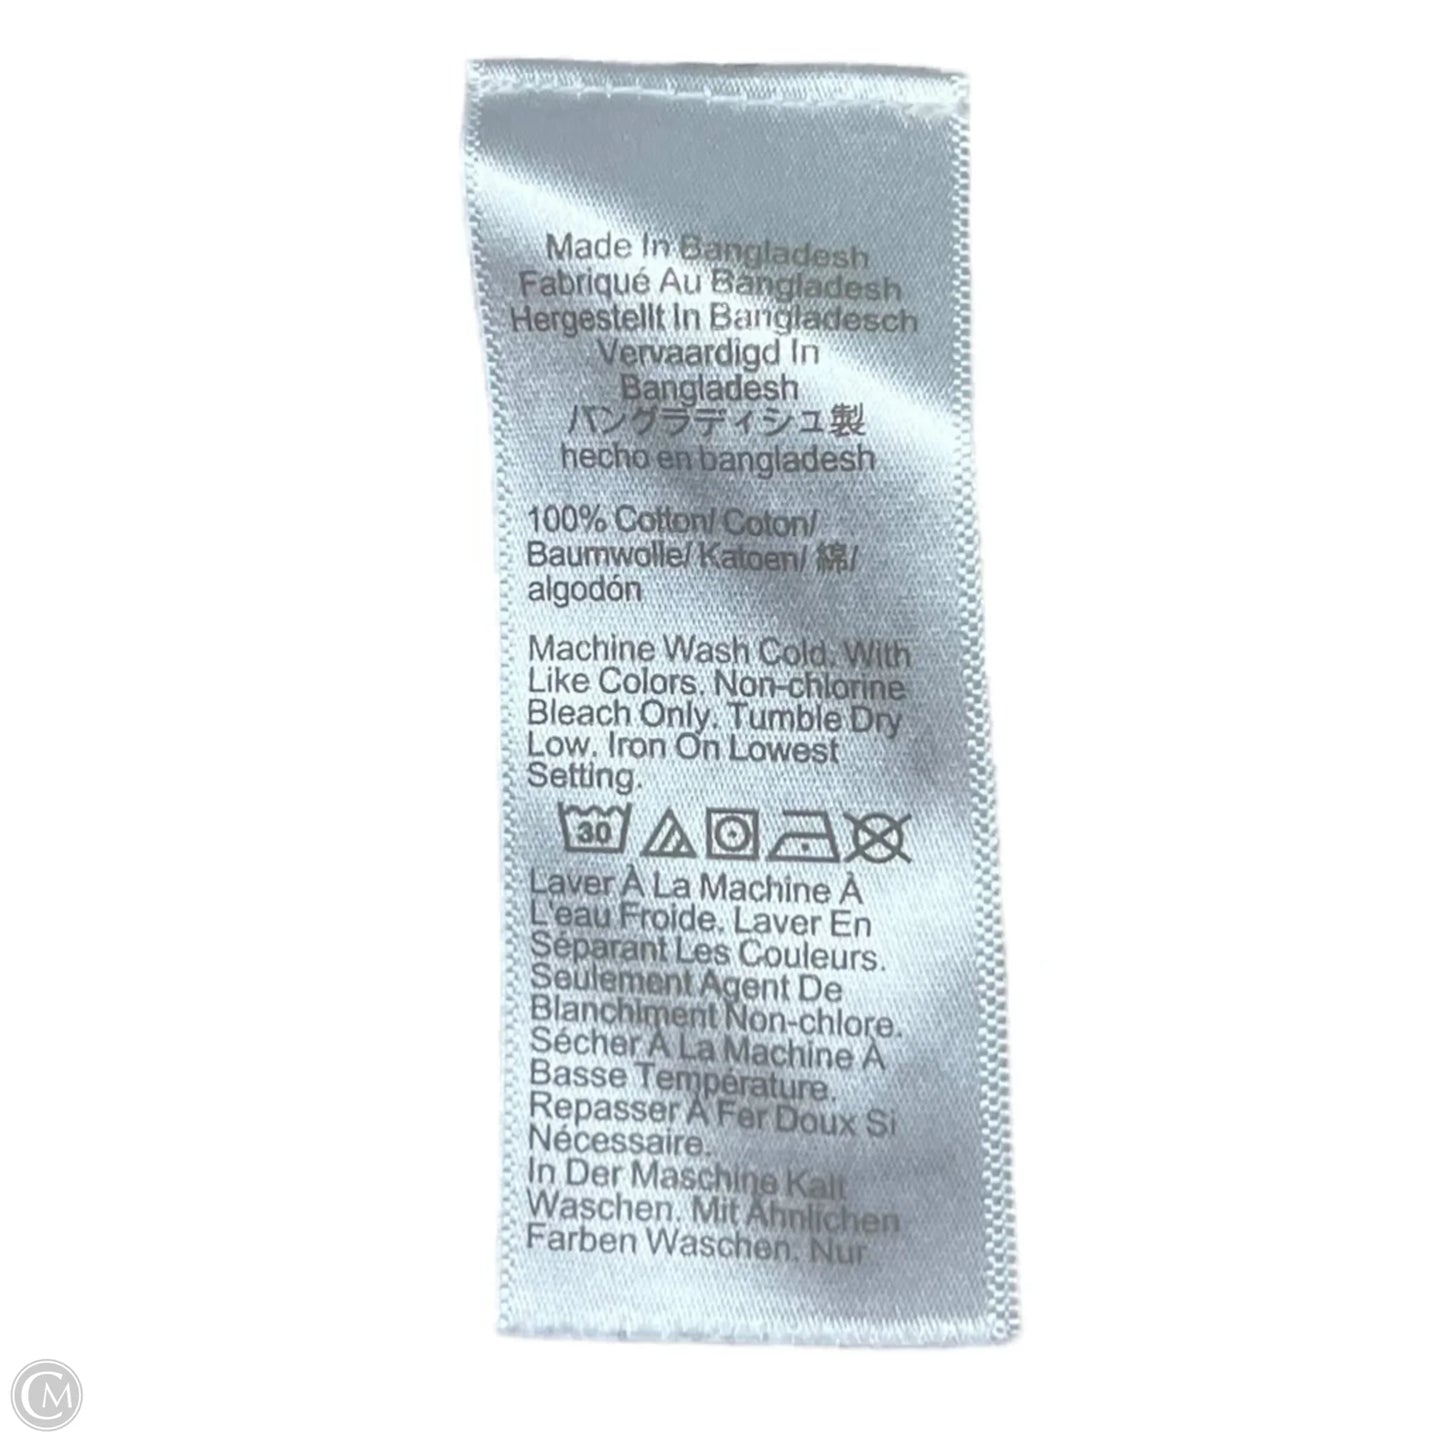 Made In Bangladesh
Fabriqué Au Bangladesh
Hergestellt In Bangladesch
Vervaardigd In
Bangladesh
バングラディシュ製
hecho en bangladesh
100% Cotton/ Coton/
Baumwolle/ Katoen/ 綿/
algodón
Machine Wash Cold. With
Like Colors. Non-chlorine
Bleach Only. Tumble Dry
Low. Iron On Lowest
Setting.
30
Laver À La Machine À
L'eau Froide. Laver En
Séparant Les Couleurs.
Seulement Agent De
Blanchiment Non-chlore.
Sécher À La Machine À
Basse Température.
Repasser À Fer Doux Si
Nécessaire.
In Der Maschine Kalt
Waschen. Mit Ähnlichen
Farben Waschen. Nur
CM